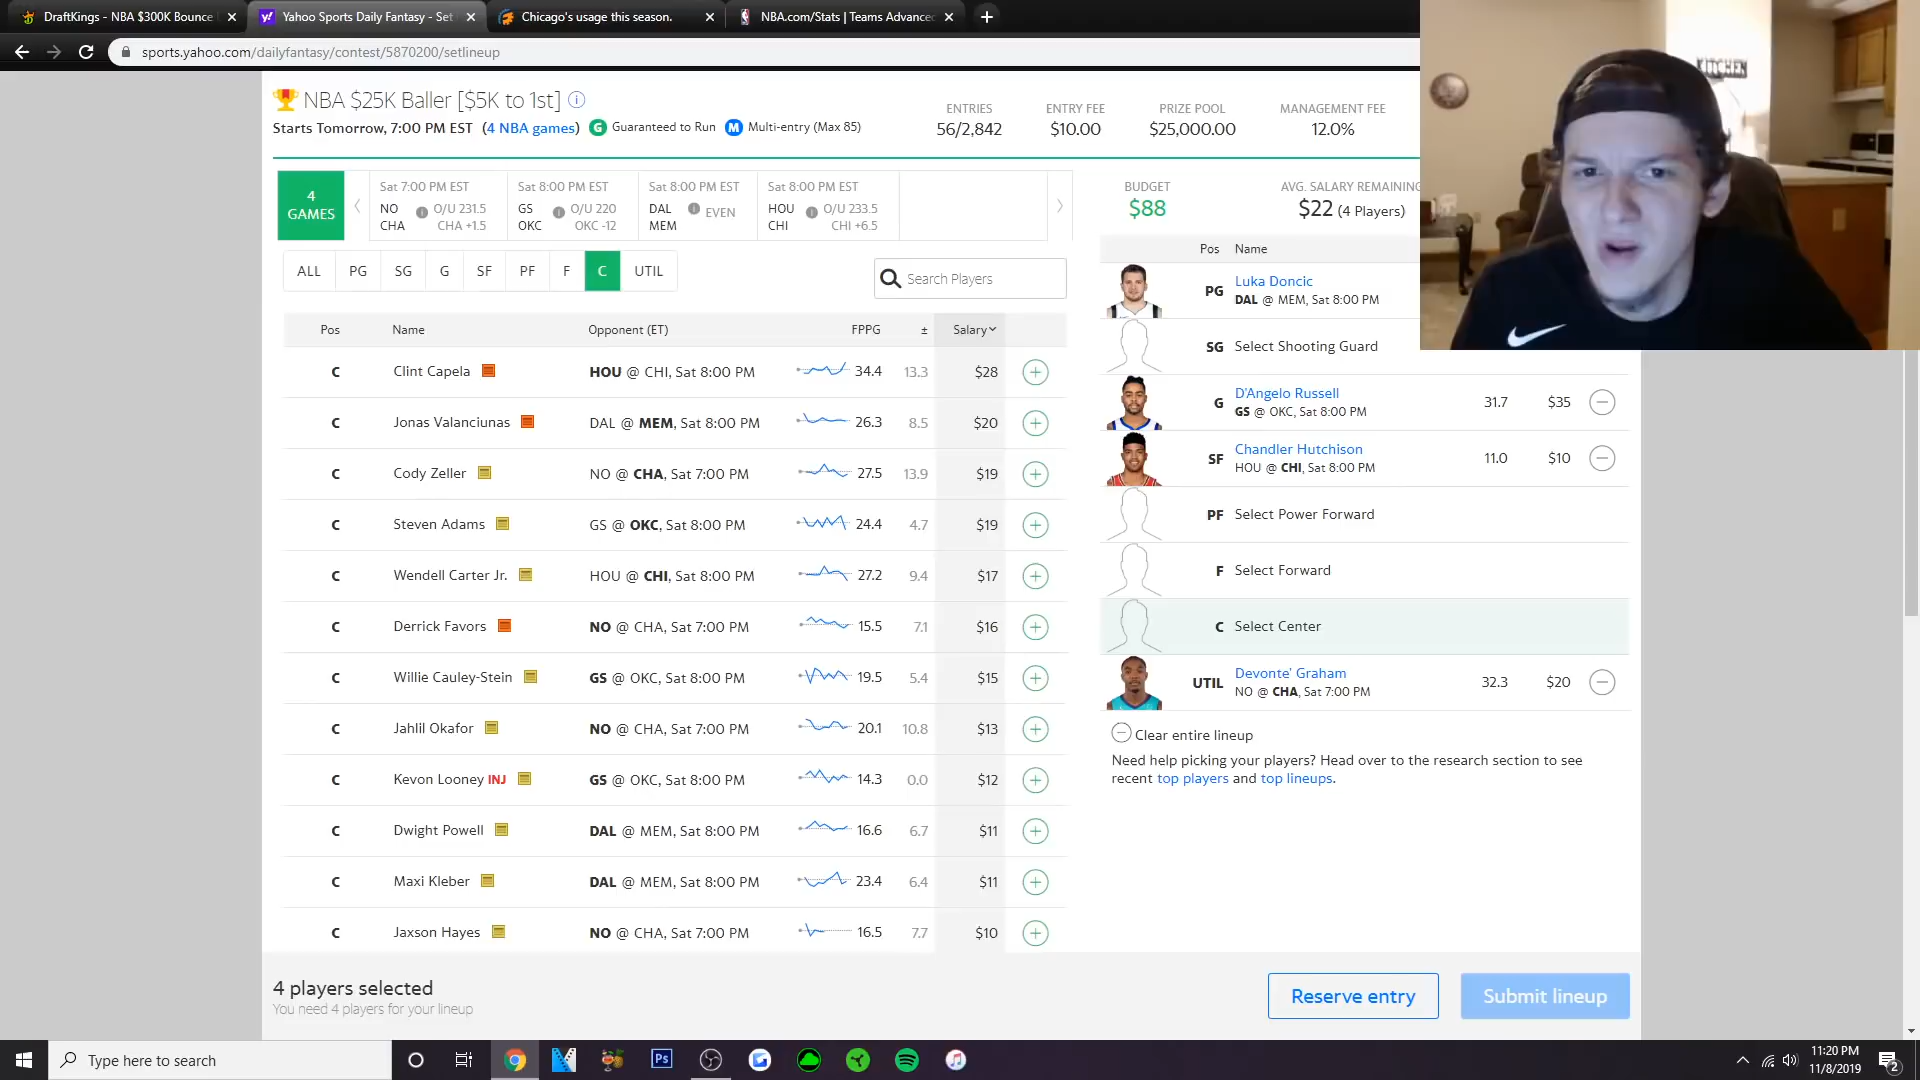 DraftKings - NBA $300K Bounce
Yahoo Sports Daily Fantasy - Set
Chicago's usage this season.
NBA.com/Stats | Teams Advanced
sports.yahoo.com/dailyfantasy/contest/5870200/setlineup
KITCHEN
NBA $25K Baller [$5K to 1st]
Starts Tomorrow, 7:00 PM EST (4 NBA games) G Guaranteed to Run M Multi-entry (Max 85)
ENTRIES ENTRY FEE PRIZE POOL MANAGEMENT FEE
56/2,842 $10.00 $25,000.00 12.0%
4 GAMES
Sat 7:00 PM EST
NO O/U 231.5
CHA CHA +1.5
Sat 8:00 PM EST
GS O/U 220
OKC OKC -12
Sat 8:00 PM EST
DAL EVEN
MEM
Sat 8:00 PM EST
HOU O/U 233.5
CHI CHI +6.5
BUDGET AVG. SALARY REMAINING
$88 $22 (4 Players)
ALL PG SG G SF PF F C UTIL
Search Players
Pos Name Opponent (ET) FPPG ± Salary
C Clint Capela HOU @ CHI, Sat 8:00 PM 34.4 13.3 $28
C Jonas Valanciunas DAL @ MEM, Sat 8:00 PM 26.3 8.5 $20
C Cody Zeller NO @ CHA, Sat 7:00 PM 27.5 13.9 $19
C Steven Adams GS @ OKC, Sat 8:00 PM 24.4 4.7 $19
C Wendell Carter Jr. HOU @ CHI, Sat 8:00 PM 27.2 9.4 $17
C Derrick Favors NO @ CHA, Sat 7:00 PM 15.5 7.1 $16
C Willie Cauley-Stein GS @ OKC, Sat 8:00 PM 19.5 5.4 $15
C Jahlil Okafor NO @ CHA, Sat 7:00 PM 20.1 10.8 $13
C Kevon Looney INJ GS @ OKC, Sat 8:00 PM 14.3 0.0 $12
C Dwight Powell DAL @ MEM, Sat 8:00 PM 16.6 6.7 $11
C Maxi Kleber DAL @ MEM, Sat 8:00 PM 23.4 6.4 $11
C Jaxson Hayes NO @ CHA, Sat 7:00 PM 16.5 7.7 $10
Pos Name
PG Luka Doncic
DAL @ MEM, Sat 8:00 PM
SG Select Shooting Guard
G D'Angelo Russell 31.7 $35
GS @ OKC, Sat 8:00 PM
SF Chandler Hutchison 11.0 $10
HOU @ CHI, Sat 8:00 PM
PF Select Power Forward
F Select Forward
C Select Center
UTIL Devonte' Graham 32.3 $20
NO @ CHA, Sat 7:00 PM
Clear entire lineup
Need help picking your players? Head over to the research section to see
recent top players and top lineups.
4 players selected
You need 4 players for your lineup
Reserve entry
Submit lineup
Type here to search
Ps
11:20 PM
11/8/2019
2